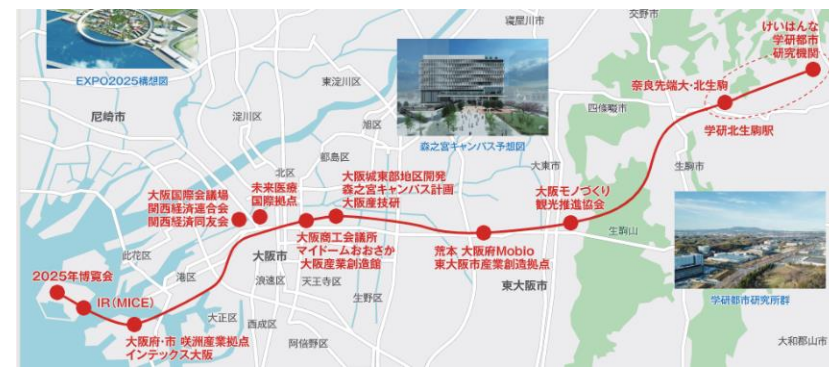 寝屋川市
交野市
けいはんな
学研都市
研究機関
EXPO2025構想図
東淀川区
奈良先端大・北生駒
尼崎市
淀川区
旭区
四條畷市
森之宮キャンパス予想図
学研北生駒駅
都島区
北区
大東市
生駒市
大阪国際会議場
関西経済連合会
関西経済同友会
未来医療
国際拠点
大阪城東部地区開発
森之宮キャンパス計画
大阪産技研
大阪モノづくり
観光推進協会
此花区
大阪市
大阪商工会議所
マイドームおおさか
大阪産業創造館
荒本 大阪府Mobio
東大阪市産業創造拠点
生駒山
2025年博覧会
港区
浪速区
天王寺区
生野区
東大阪市
IR(MICE)
大正区
西成区
学研都市研究所群
大阪府・市 咲洲産業拠点
インテックス大阪
阿倍野区
大和郡山市